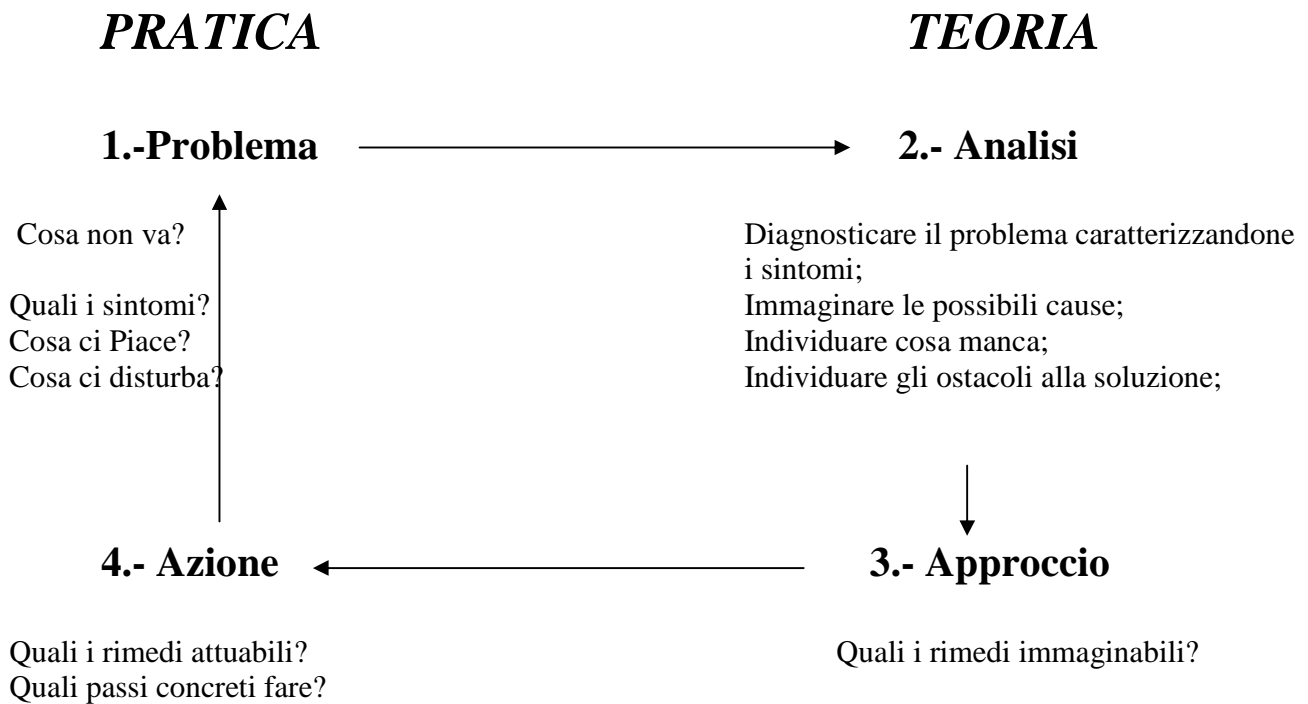 PRATICA
TEORIA
1.-Problema
2.- Analisi
Cosa non va?
Quali i sintomi?
Cosa ci Piace?
Cosa ci disturba?
Diagnosticare il problema caratterizzandone
i sintomi;
Immaginare le possibili cause;
Individuare cosa manca;
Individuare gli ostacoli alla soluzione;
4.- Azione
3.- Approccio
Quali i rimedi attuabili?
Quali passi concreti fare?
Quali i rimedi immaginabili?